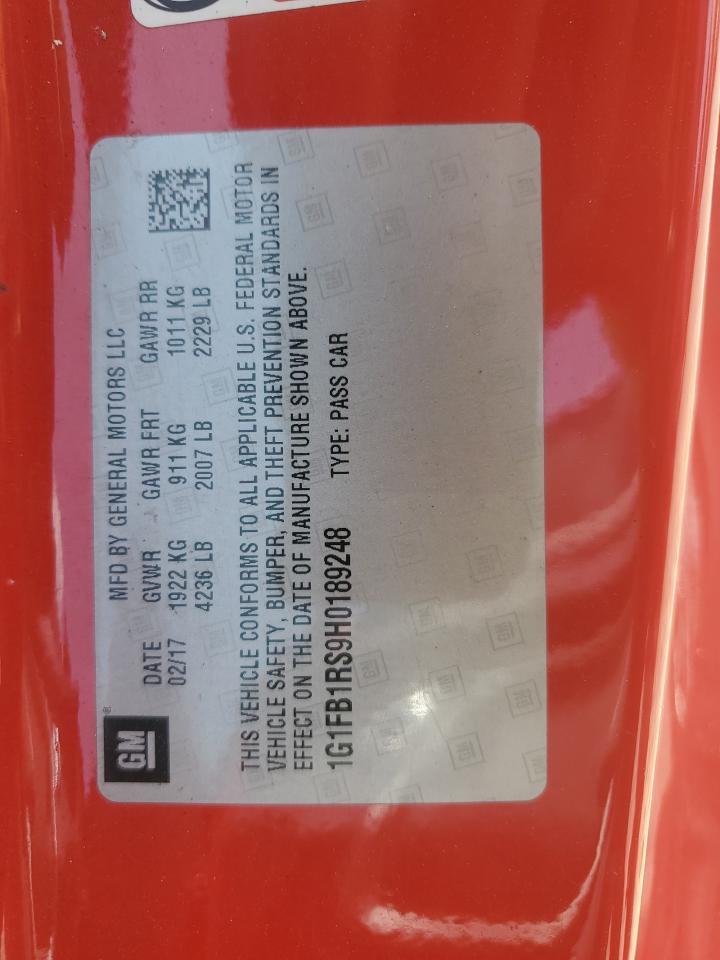 MFD BY GENERAL MOTORS LLC
DATE GVWR GAWR FRT GAWR RR
02/17 1922 KG 911 KG 1011 KG
4236 LB 2007 LB 2229 LB
GM®
THIS VEHICLE CONFORMS TO ALL APPLICABLE U.S. FEDERAL MOTOR
VEHICLE SAFETY, BUMPER, AND THEFT PREVENTION STANDARDS IN
EFFECT ON THE DATE OF MANUFACTURE SHOWN ABOVE.
1G1FB1RS9H0189248 TYPE: PASS CAR